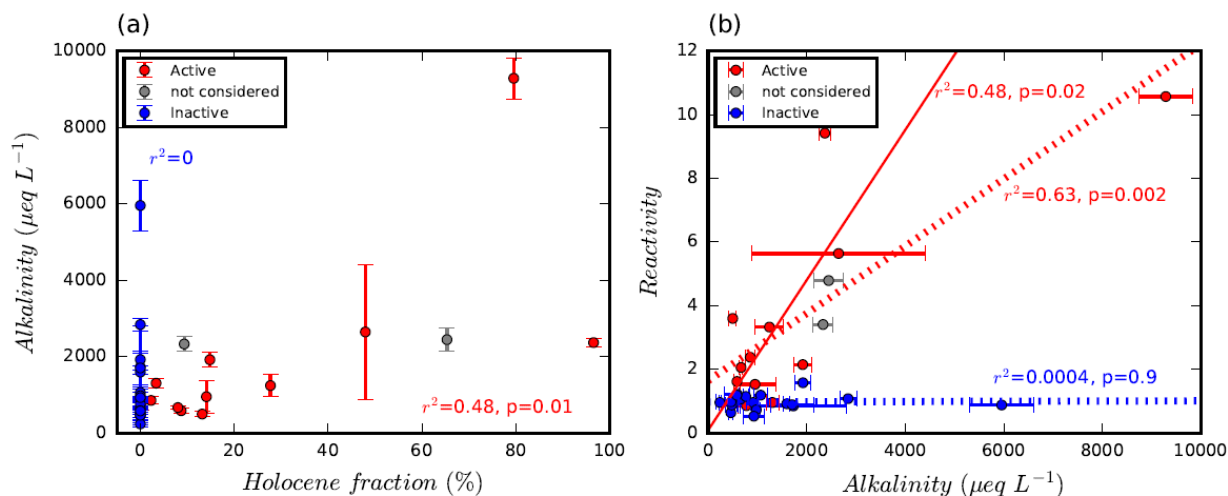 (a)
10000
8000
6000
4000
2000
0
Alkalinity (μeq L⁻¹)
Active
not considered
Inactive
r²=0
r²=0.48, p=0.01
0 20 40 60 80 100
Holocene fraction (%)
(b)
12
10
8
6
4
2
0
Reactivity
Active
not considered
Inactive
r²=0.48, p=0.02
r²=0.63, p=0.002
r²=0.0004, p=0.9
0 2000 4000 6000 8000 10000
Alkalinity (μeq L⁻¹)